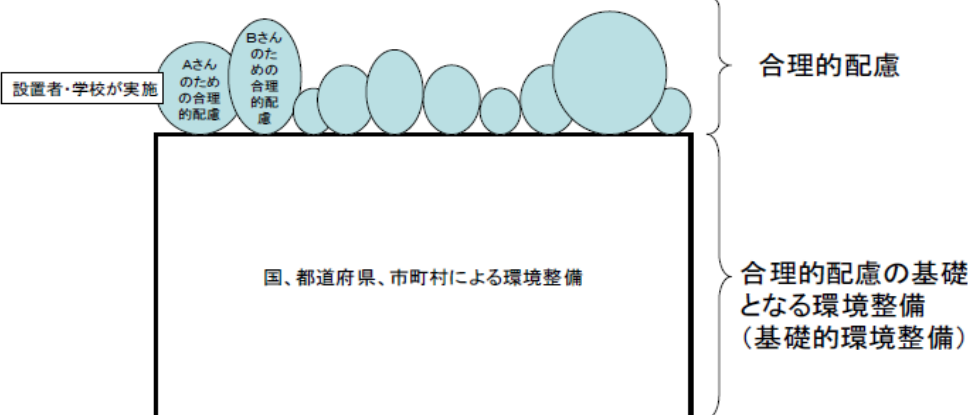 設置者・学校が実施
Aさん
のため
の合理
的配慮
Bさん
のた
めの
合理
的配
慮
合理的配慮
国、都道府県、市町村による環境整備
合理的配慮の基礎
となる環境整備
（基礎的環境整備）